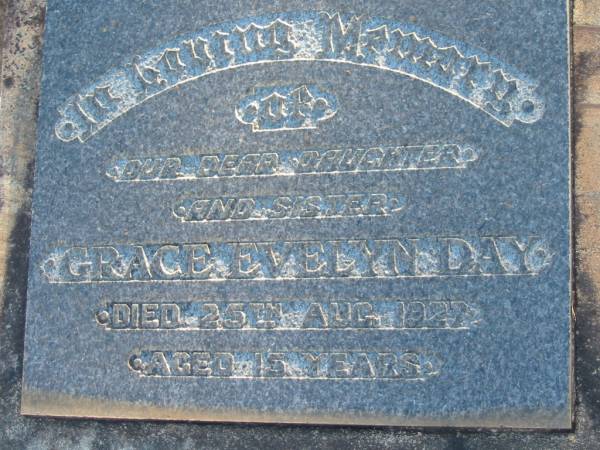 In Loving Memory
of
OUR DEAR DAUGHTER
AND SISTER
GRACE EVELYN DAY
DIED 25TH AUG. 1927
AGED 15 YEARS